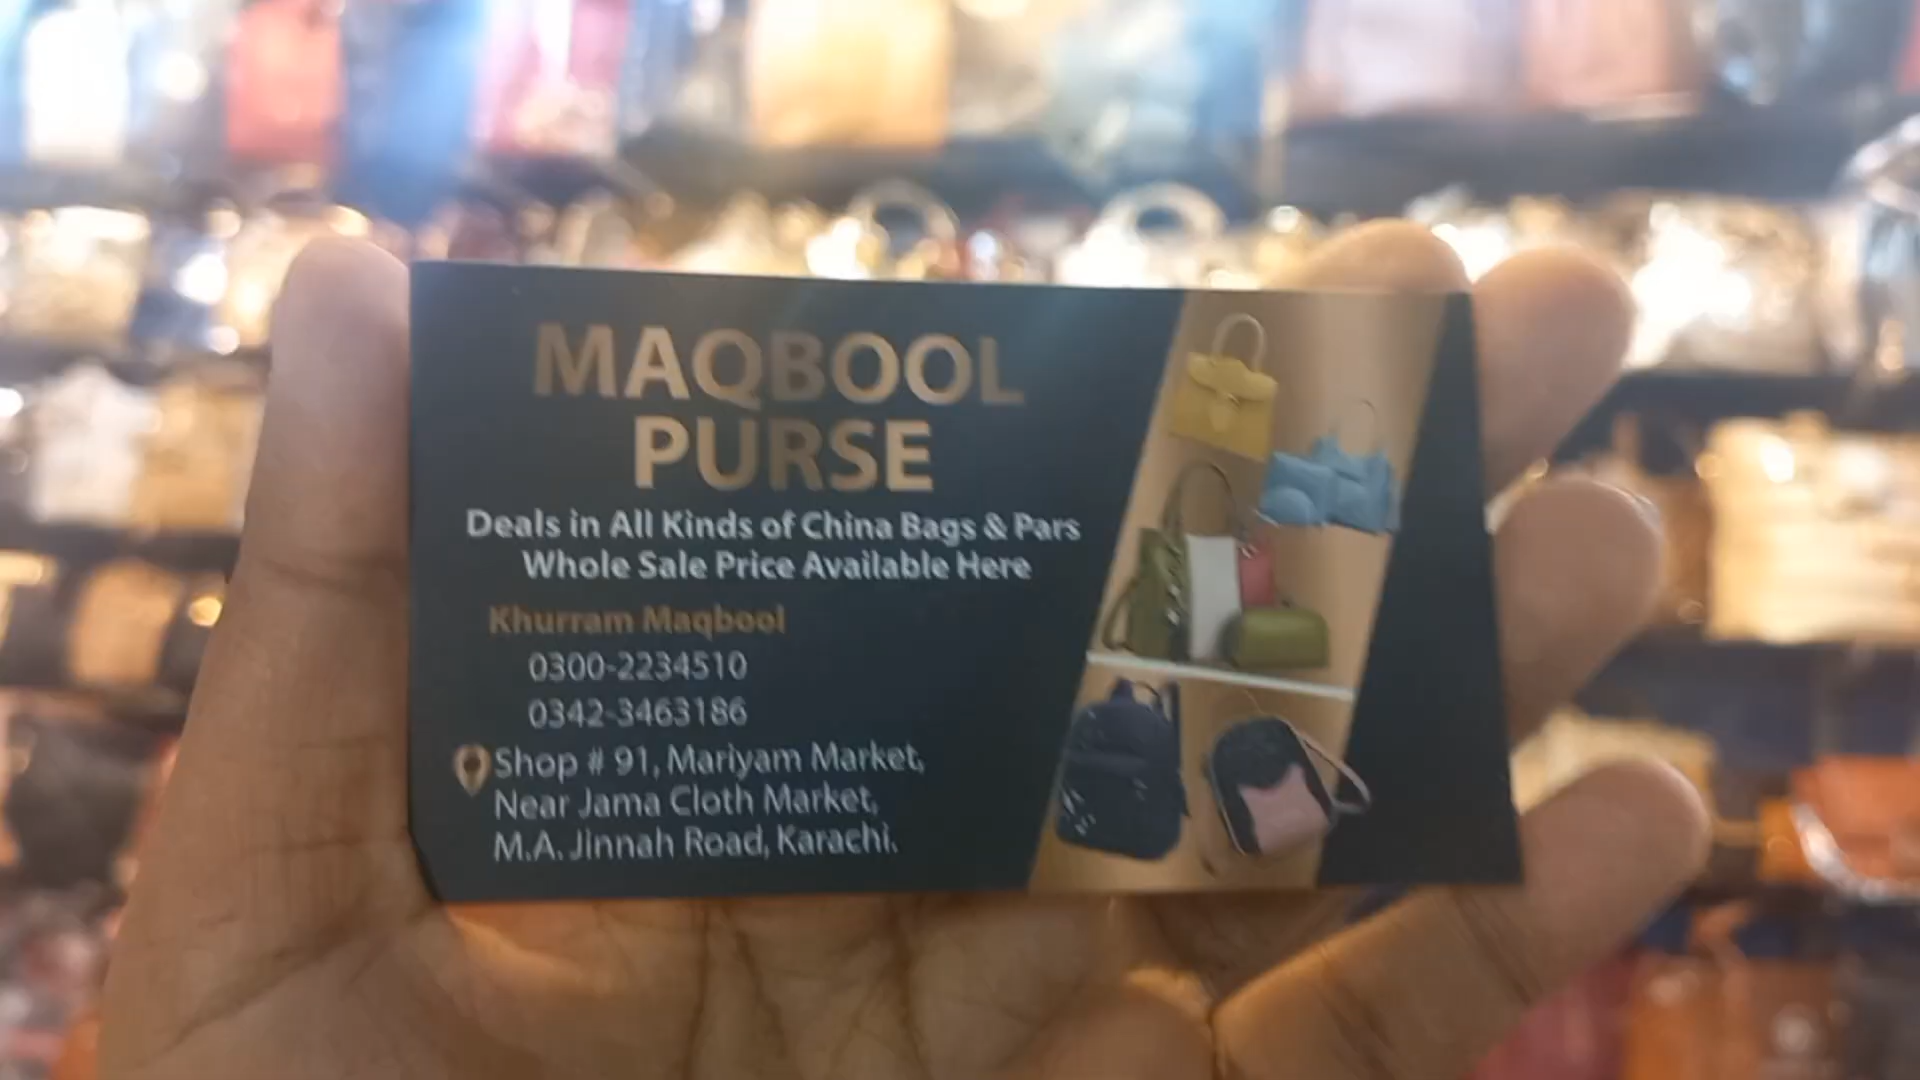 MAQBOOL
PURSE
Deals in All Kinds of China Bags & Pars
Whole Sale Price Available Here
Khurram Maqbool
0300-2234510
0342-3463186
Shop # 91, Mariyam Market,
Near Jama Cloth Market,
M.A. Jinnah Road, Karachi.